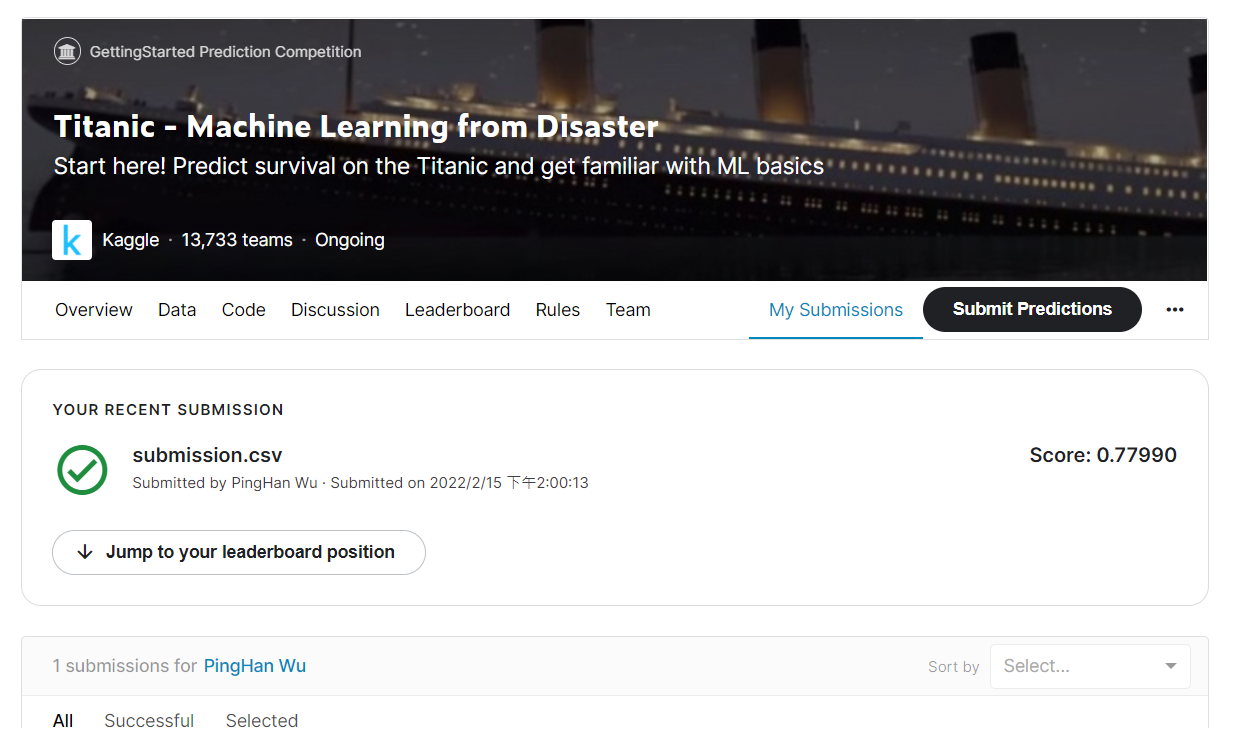 GettingStarted Prediction Competition
Titanic - Machine Learning from Disaster
Start here! Predict survival on the Titanic and get familiar with ML basics
k Kaggle · 13,733 teams · Ongoing
Overview Data Code Discussion Leaderboard Rules Team My Submissions Submit Predictions ···
YOUR RECENT SUBMISSION
submission.csv Score: 0.77990
Submitted by PingHan Wu · Submitted on 2022/2/15 下午2:00:13
Jump to your leaderboard position
1 submissions for PingHan Wu Sort by Select...
All Successful Selected